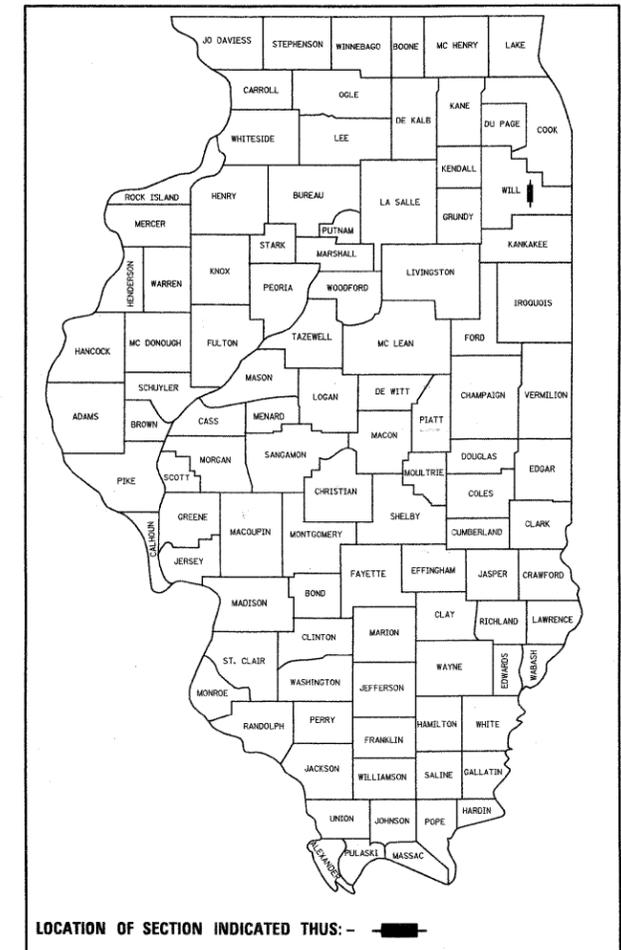 JO DAVIESS STEPHENSON WINNEBAGO BOONE MC HENRY LAKE
CARROLL OGLE KANE
DE KALB DU PAGE COOK
WHITESIDE LEE
KENDALL
ROCK ISLAND HENRY BUREAU LA SALLE WILL
MERCER PUTNAM GRUNDY
STARK MARSHALL KANKAKEE
HENDERSON WARREN KNOX PEORIA WOODFORD LIVINGSTON
IROQUOIS
HANCOCK MC DONOUGH FULTON TAZEWELL MC LEAN FORD
MASON
SCHUYLER LOGAN DE WITT CHAMPAIGN VERMILION
ADAMS BROWN CASS MENARD PIATT
MACON
MORGAN SANGAMON DOUGLAS EDGAR
PIKE SCOTT MOULTRIE
CHRISTIAN COLES
GREENE MACOUPIN SHELBY
CALHOUN MONTGOMERY CUMBERLAND CLARK
JERSEY
FAYETTE EFFINGHAM JASPER CRAWFORD
MADISON BOND
CLAY RICHLAND LAWRENCE
CLINTON MARION
ST. CLAIR WAYNE EDWARDS WABASH
WASHINGTON JEFFERSON
MONROE
RANDOLPH PERRY HAMILTON WHITE
FRANKLIN
JACKSON WILLIAMSON SALINE GALLATIN
UNION JOHNSON POPE HARDIN
ALEXANDER PULASKI MASSAC
LOCATION OF SECTION INDICATED THUS: -